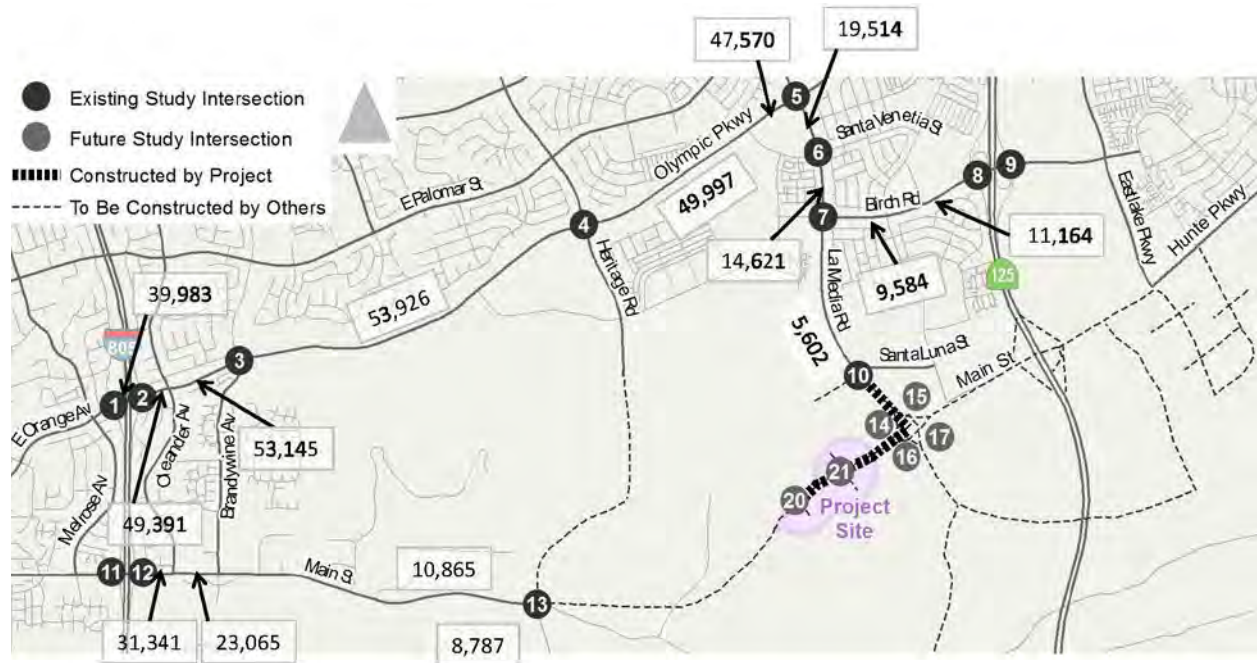 47,570
19,514
Existing Study Intersection
Future Study Intersection
Constructed by Project
To Be Constructed by Others
5
Santa Venetia St
6
Olympic Pkwy
E Palomar St
49,997
8
9
Birch Rd
7
4
14,621
9,584
11,164
Eastlake Pkwy
Hunte Pkwy
Heritage Rd
La Media Rd
125
39,983
53,926
805
3
5,602
Santa Luna St
Main St
10
1
2
E Orange Av
Oleander Av
53,145
Brandywine Av
15
14
17
16
21
20
Project
Site
Melrose Av
49,391
11
12
Main St
10,865
13
31,341
23,065
8,787